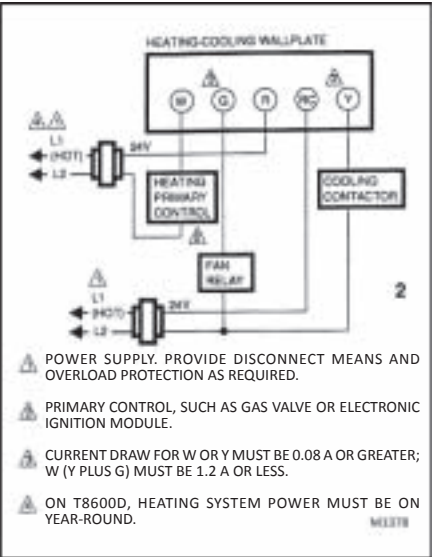 HEATING-COOLING WALLPLATE
W G R RC Y
L1
(HOT)
L2
24V
HEATING
PRIMARY
CONTROL
COOLING
CONTACTOR
FAN
RELAY
2
L1
(HOT)
L2
24V
POWER SUPPLY. PROVIDE DISCONNECT MEANS AND
OVERLOAD PROTECTION AS REQUIRED.
PRIMARY CONTROL, SUCH AS GAS VALVE OR ELECTRONIC
IGNITION MODULE.
CURRENT DRAW FOR W OR Y MUST BE 0.08 A OR GREATER;
W (Y PLUS G) MUST BE 1.2 A OR LESS.
ON T8600D, HEATING SYSTEM POWER MUST BE ON
YEAR-ROUND.
M1378